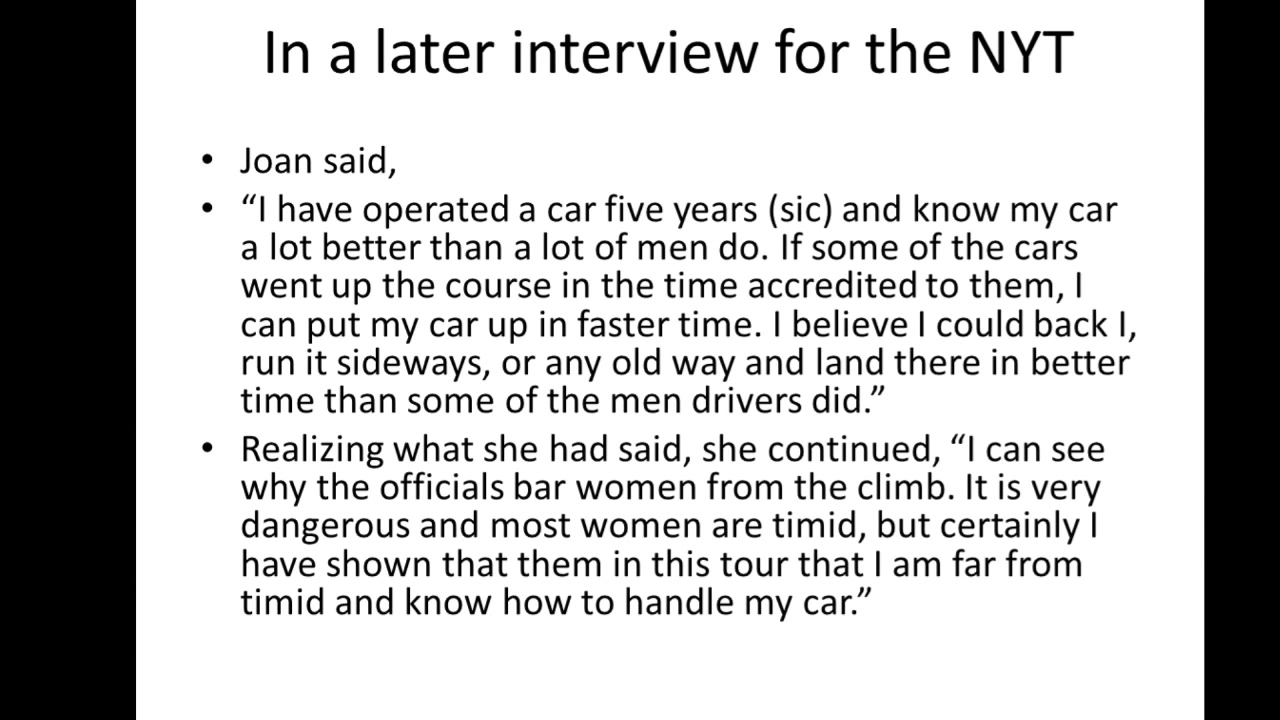 In a later interview for the NYT
• Joan said,
• “I have operated a car five years (sic) and know my car
a lot better than a lot of men do. If some of the cars
went up the course in the time accredited to them, I
can put my car up in faster time. I believe I could back I,
run it sideways, or any old way and land there in better
time than some of the men drivers did.”
• Realizing what she had said, she continued, “I can see
why the officials bar women from the climb. It is very
dangerous and most women are timid, but certainly I
have shown that them in this tour that I am far from
timid and know how to handle my car.”